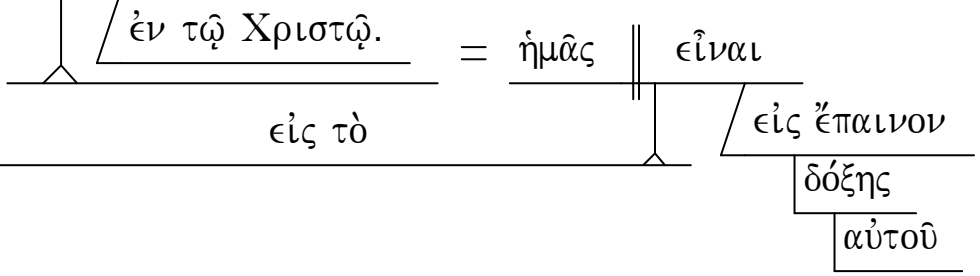 ἐν τῷ Χριστῷ.
= ἡμᾶς εἶναι
εἰς τὸ
εἰς ἔπαινον
δόξης
αὐτοῦ